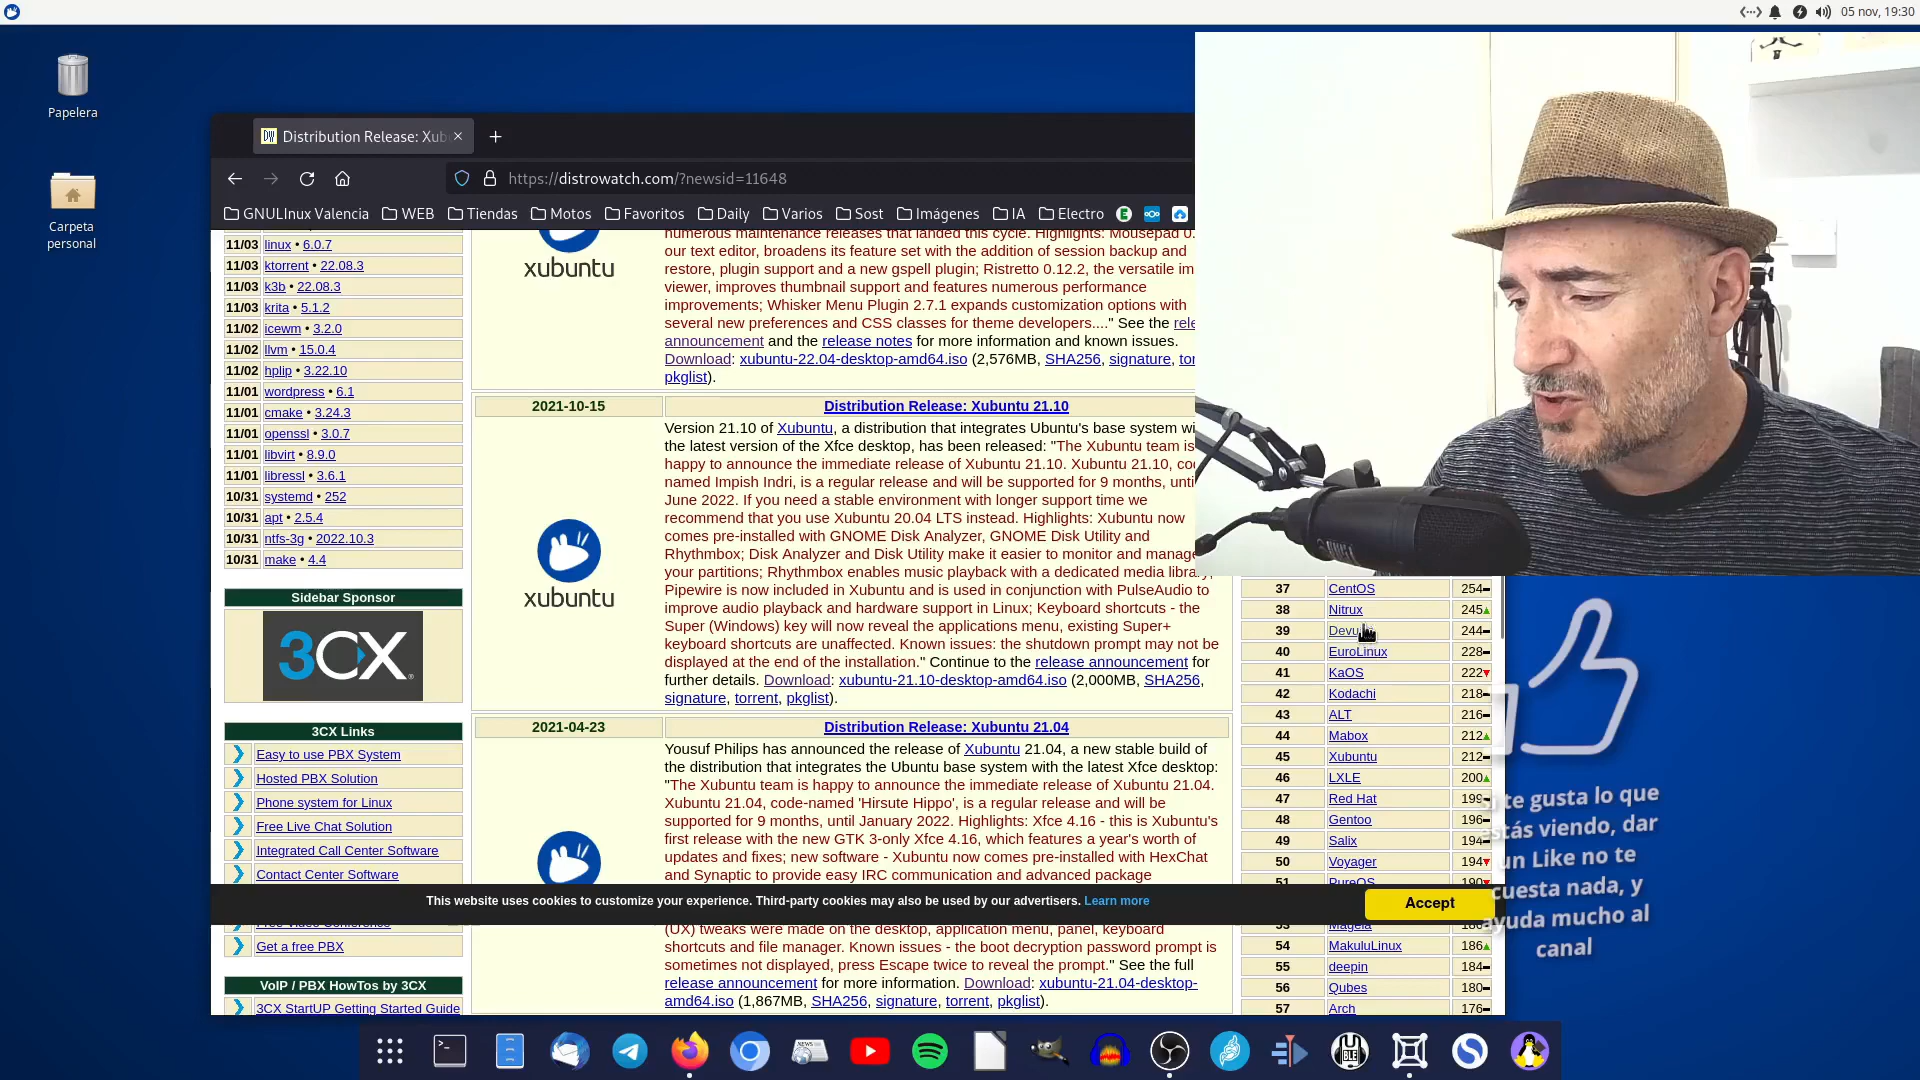 05 nov, 19:30
Papelera
Carpeta
personal
Distribution Release: Xub
https://distrowatch.com/?newsid=11648
GNULInux Valencia
WEB
Tiendas
Motos
Favoritos
Daily
Varios
Sost
Imágenes
IA
Electro
11/03 linux • 6.0.7
11/03 ktorrent • 22.08.3
11/03 k3b • 22.08.3
11/03 krita • 5.1.2
11/02 icewm • 3.2.0
11/02 llvm • 15.0.4
11/02 hplip • 3.22.10
11/01 wordpress • 6.1
11/01 cmake • 3.24.3
11/01 openssl • 3.0.7
11/01 libvirt • 8.9.0
11/01 libressl • 3.6.1
10/31 systemd • 252
10/31 apt • 2.5.4
10/31 ntfs-3g • 2022.10.3
10/31 make • 4.4
Sidebar Sponsor
3CX
3CX Links
Easy to use PBX System
Hosted PBX Solution
Phone system for Linux
Free Live Chat Solution
Integrated Call Center Software
Contact Center Software
Get a free PBX
VoIP / PBX HowTos by 3CX
3CX StartUP Getting Started Guide
xubuntu
numerous maintenance releases that landed this cycle. Highlights: Mousepad 0.
our text editor, broadens its feature set with the addition of session backup and
restore, plugin support and a new gspell plugin; Ristretto 0.12.2, the versatile im
viewer, improves thumbnail support and features numerous performance
improvements; Whisker Menu Plugin 2.7.1 expands customization options with
several new preferences and CSS classes for theme developers...." See the rele
announcement and the release notes for more information and known issues.
Download: xubuntu-22.04-desktop-amd64.iso (2,576MB, SHA256, signature, tor
pkglist).
2021-10-15
Distribution Release: Xubuntu 21.10
xubuntu
Version 21.10 of Xubuntu, a distribution that integrates Ubuntu's base system wi
the latest version of the Xfce desktop, has been released: "The Xubuntu team is
happy to announce the immediate release of Xubuntu 21.10. Xubuntu 21.10, co
named Impish Indri, is a regular release and will be supported for 9 months, unti
June 2022. If you need a stable environment with longer support time we
recommend that you use Xubuntu 20.04 LTS instead. Highlights: Xubuntu now
comes pre-installed with GNOME Disk Analyzer, GNOME Disk Utility and
Rhythmbox; Disk Analyzer and Disk Utility make it easier to monitor and manage
your partitions; Rhythmbox enables music playback with a dedicated media library;
Pipewire is now included in Xubuntu and is used in conjunction with PulseAudio to
improve audio playback and hardware support in Linux; Keyboard shortcuts - the
Super (Windows) key will now reveal the applications menu, existing Super+
keyboard shortcuts are unaffected. Known issues: the shutdown prompt may not be
displayed at the end of the installation." Continue to the release announcement for
further details. Download: xubuntu-21.10-desktop-amd64.iso (2,000MB, SHA256,
signature, torrent, pkglist).
2021-04-23
Distribution Release: Xubuntu 21.04
Yousuf Philips has announced the release of Xubuntu 21.04, a new stable build of
the distribution that integrates the Ubuntu base system with the latest Xfce desktop:
"The Xubuntu team is happy to announce the immediate release of Xubuntu 21.04.
Xubuntu 21.04, code-named 'Hirsute Hippo', is a regular release and will be
supported for 9 months, until January 2022. Highlights: Xfce 4.16 - this is Xubuntu's
first release with the new GTK 3-only Xfce 4.16, which features a year's worth of
updates and fixes; new software - Xubuntu now comes pre-installed with HexChat
and Synaptic to provide easy IRC communication and advanced package
This website uses cookies to customize your experience. Third-party cookies may also be used by our advertisers. Learn more
Accept
(UX) tweaks were made on the desktop, application menu, panel, keyboard
shortcuts and file manager. Known issues - the boot decryption password prompt is
sometimes not displayed, press Escape twice to reveal the prompt." See the full
release announcement for more information. Download: xubuntu-21.04-desktop-
amd64.iso (1,867MB, SHA256, signature, torrent, pkglist).
37 CentOS 254
38 Nitrux 245
39 Devu 244
40 EuroLinux 228
41 KaOS 222
42 Kodachi 218
43 ALT 216
44 Mabox 212
45 Xubuntu 212
46 LXLE 200
47 Red Hat 199
48 Gentoo 196
49 Salix 194
50 Voyager 194
51 PureOS 190
53 Mageia 186
54 MakuluLinux 186
55 deepin 184
56 Qubes 180
57 Arch 176
te gusta lo que
estás viendo, dar
un Like no te
cuesta nada, y
ayuda mucho al
canal